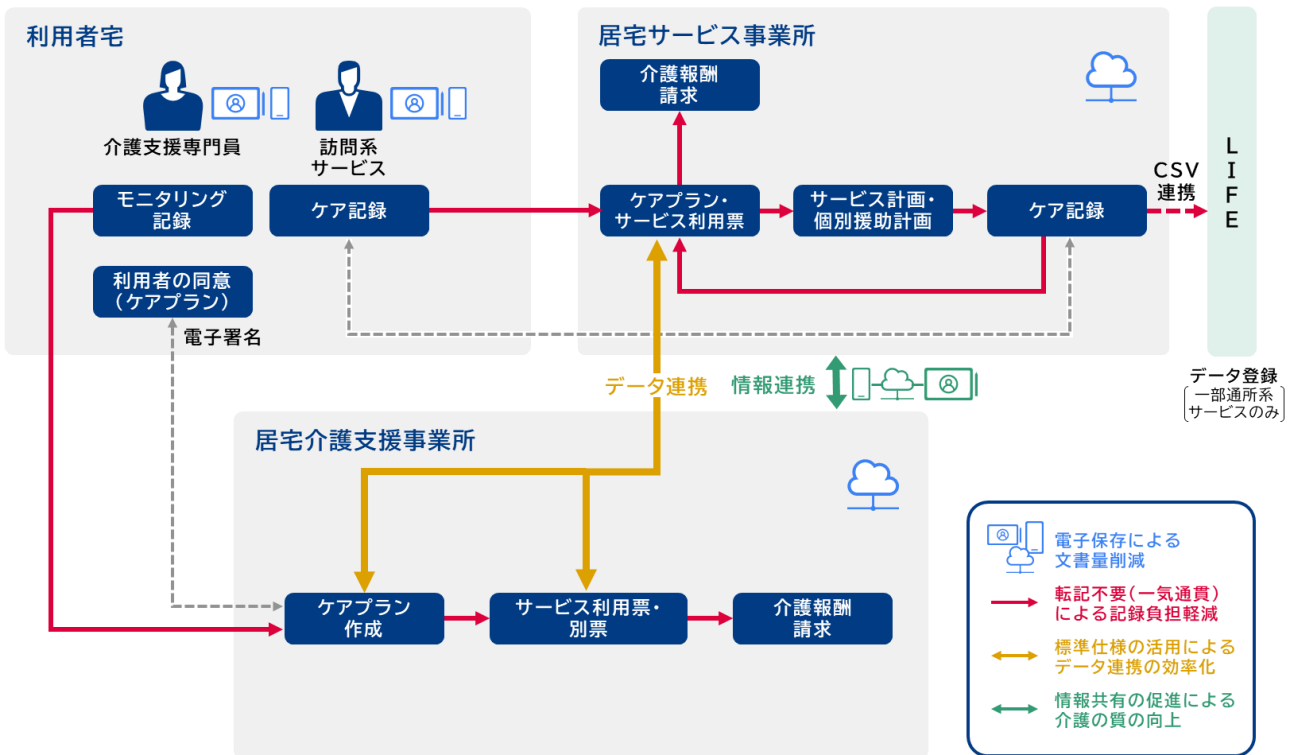 利用者宅
介護支援専門員
訪問系
サービス
モニタリング
記録
ケア記録
利用者の同意
（ケアプラン）
電子署名
居宅サービス事業所
介護報酬
請求
ケアプラン・
サービス利用票
サービス計画・
個別援助計画
ケア記録
CSV
連携
LIFE
データ登録
一部通所系
サービスのみ
データ連携
情報連携
居宅介護支援事業所
ケアプラン
作成
サービス利用票・
別票
介護報酬
請求
電子保存による
文書量削減
転記不要（一気通貫）
による記録負担軽減
標準仕様の活用による
データ連携の効率化
情報共有の促進による
介護の質の向上